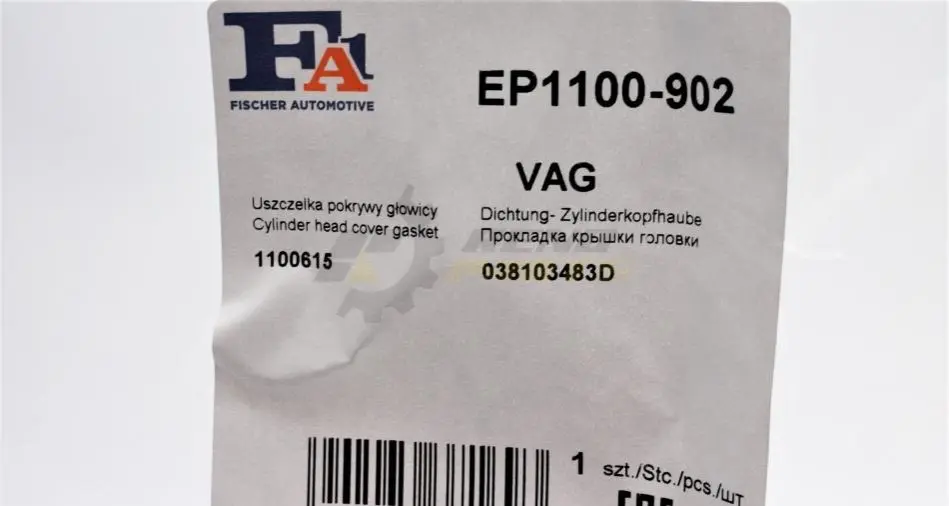 FA1
FISCHER AUTOMOTIVE
EP1100-902
VAG
Uszczelka pokrywy głowicy
Cylinder head cover gasket
1100615
Dichtung- Zylinderkopfhaube
Прокладка крышки головки
038103483D
1 szt./Stc./pcs./шт